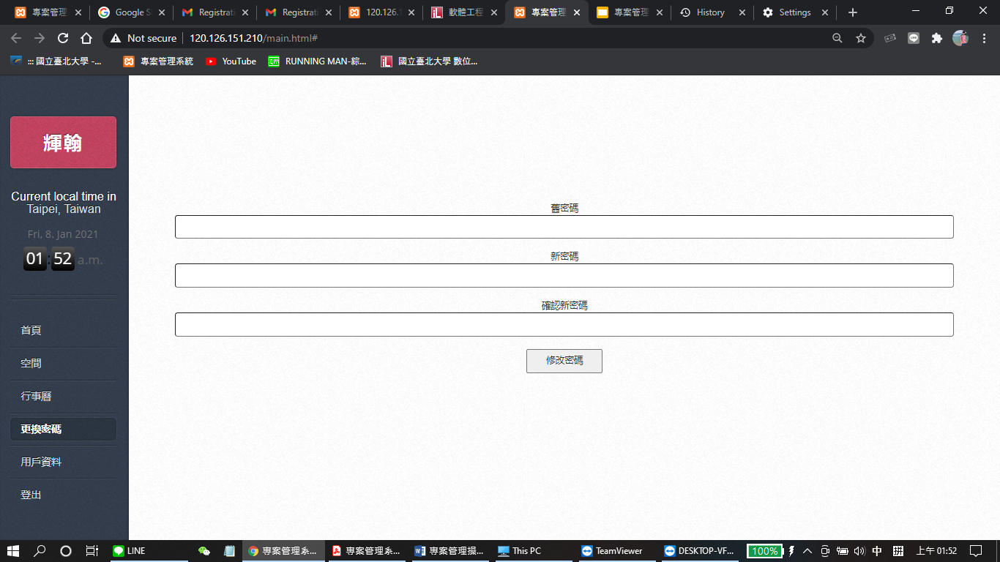 專案管理
Google S
Registrati
Registrati
120.126.1
軟體工程
專案管理
專案管理
History
Settings
Not secure
120.126.151.210/main.html#
::: 國立臺北大學 -...
專案管理系統
YouTube
RUNNING MAN-綜...
國立臺北大學 數位...
輝翰
Current local time in
Taipei, Taiwan
Fri, 8. Jan 2021
01:52 a.m.
首頁
空間
行事曆
更換密碼
用戶資料
登出
舊密碼
新密碼
確認新密碼
修改密碼
LINE
專案管理系...
專案管理系...
專案管理操...
This PC
TeamViewer
DESKTOP-VF...
100%
中
拼
上午 01:52